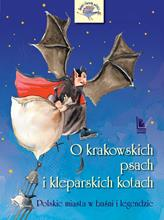 O krakowskich
psach
i kleparskich kotach
Polskie miasta w baśni i legendzie